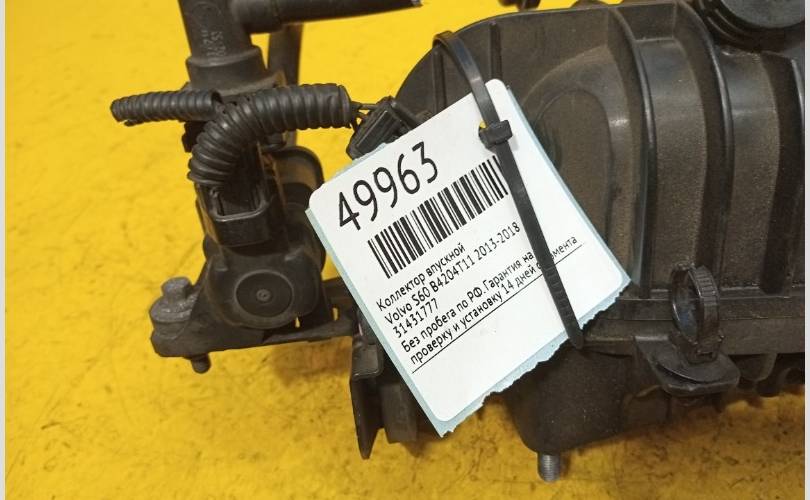 49963
Коллектор впускной
Volvo S60 B4204T11 2013-2018
31431777
Без пробега по РФ.Гарантия на
проверку и установку 14 дней с